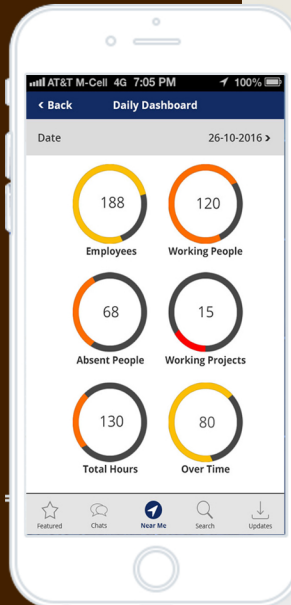 AT&T M-Cell 4G 7:05 PM 100%
< Back Daily Dashboard
Date 26-10-2016 >
188 120
Employees Working People
68 15
Absent People Working Projects
130 80
Total Hours Over Time
Featured Chats Near Me Search Updates